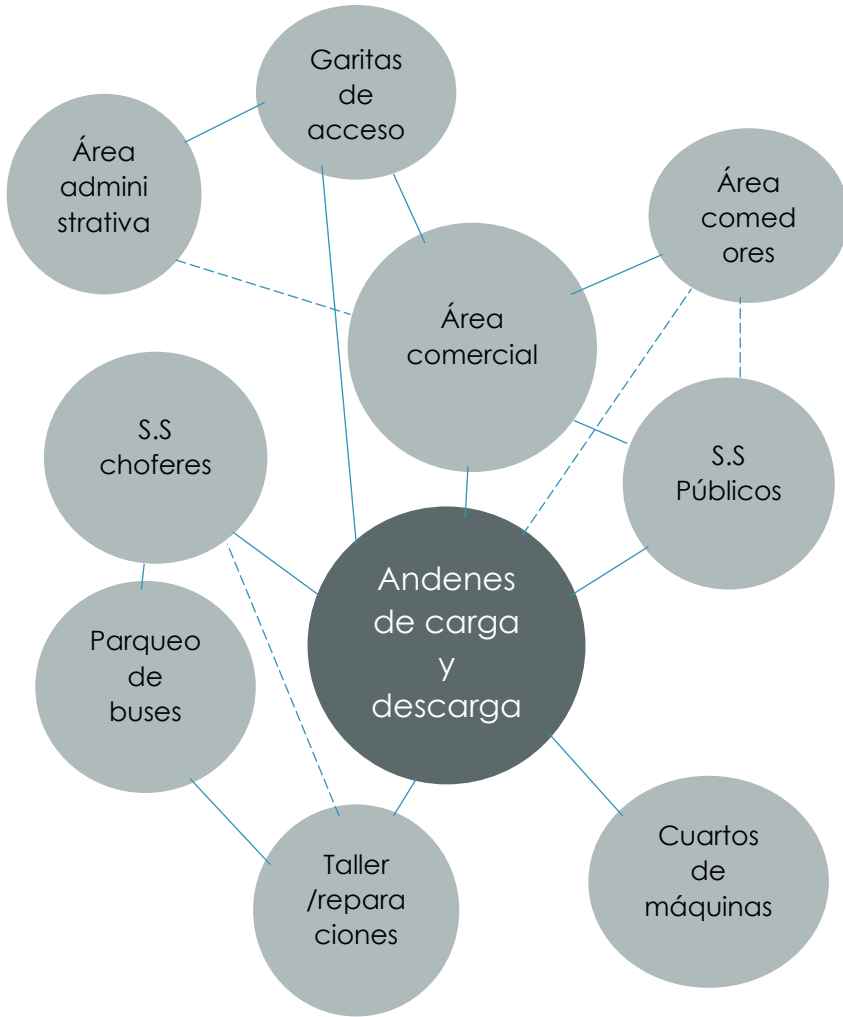 Garitas
de
acceso
Área
admini
strativa
Área
comed
ores
Área
comercial
S.S
choferes
S.S
Públicos
Andenes
de carga
y
descarga
Parqueo
de
buses
Taller
/repara
ciones
Cuartos
de
máquinas